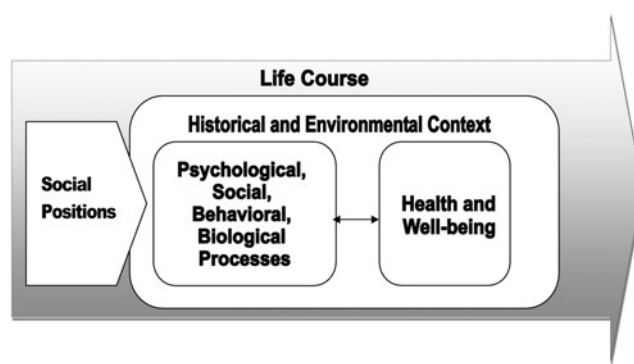 Life Course
Historical and Environmental Context
Social
Positions
Psychological,
Social,
Behavioral,
Biological
Processes
Health and
Well-being